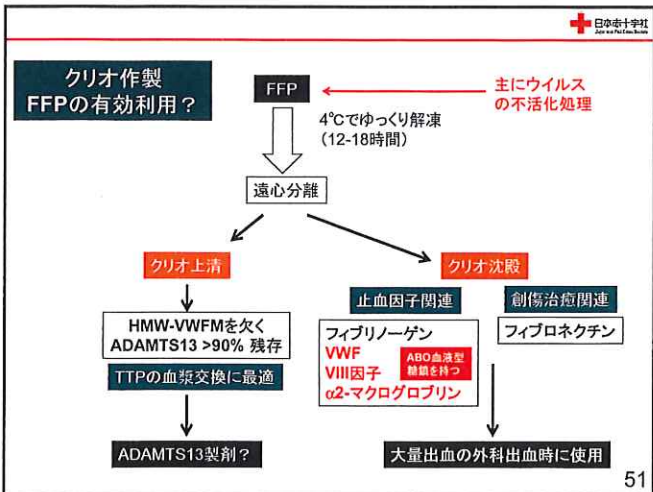 日本赤十字社
クリオ作製
FFPの有効利用？
FFP
主にウイルス
の不活化処理
4℃でゆっくり解凍
(12-18時間)
遠心分離
クリオ上清
クリオ沈殿
止血因子関連
創傷治癒関連
HMW-VWFMを欠く
ADAMTS13 >90% 残存
フィブリノーゲン
VWF
VIII因子
α2-マクログロブリン
ABO血液型
糖鎖を持つ
フィブロネクチン
TTPの血漿交換に最適
ADAMTS13製剤？
大量出血の外科出血時に使用
51